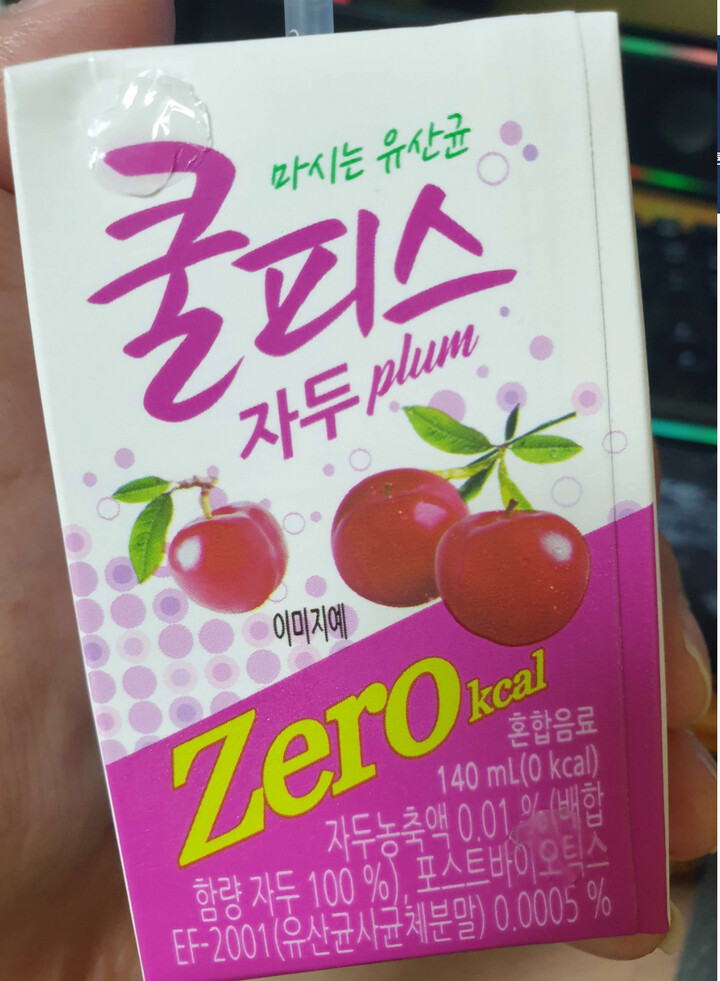 마시는 유산균
쿨피스
자두 plum
이미지예
Zero kcal
혼합음료
140 mL(0 kcal)
자두농축액 0.01 % (배합
함량 자두 100 %), 포스트바이오틱스
EF-2001(유산균사균체분말) 0.0005 %